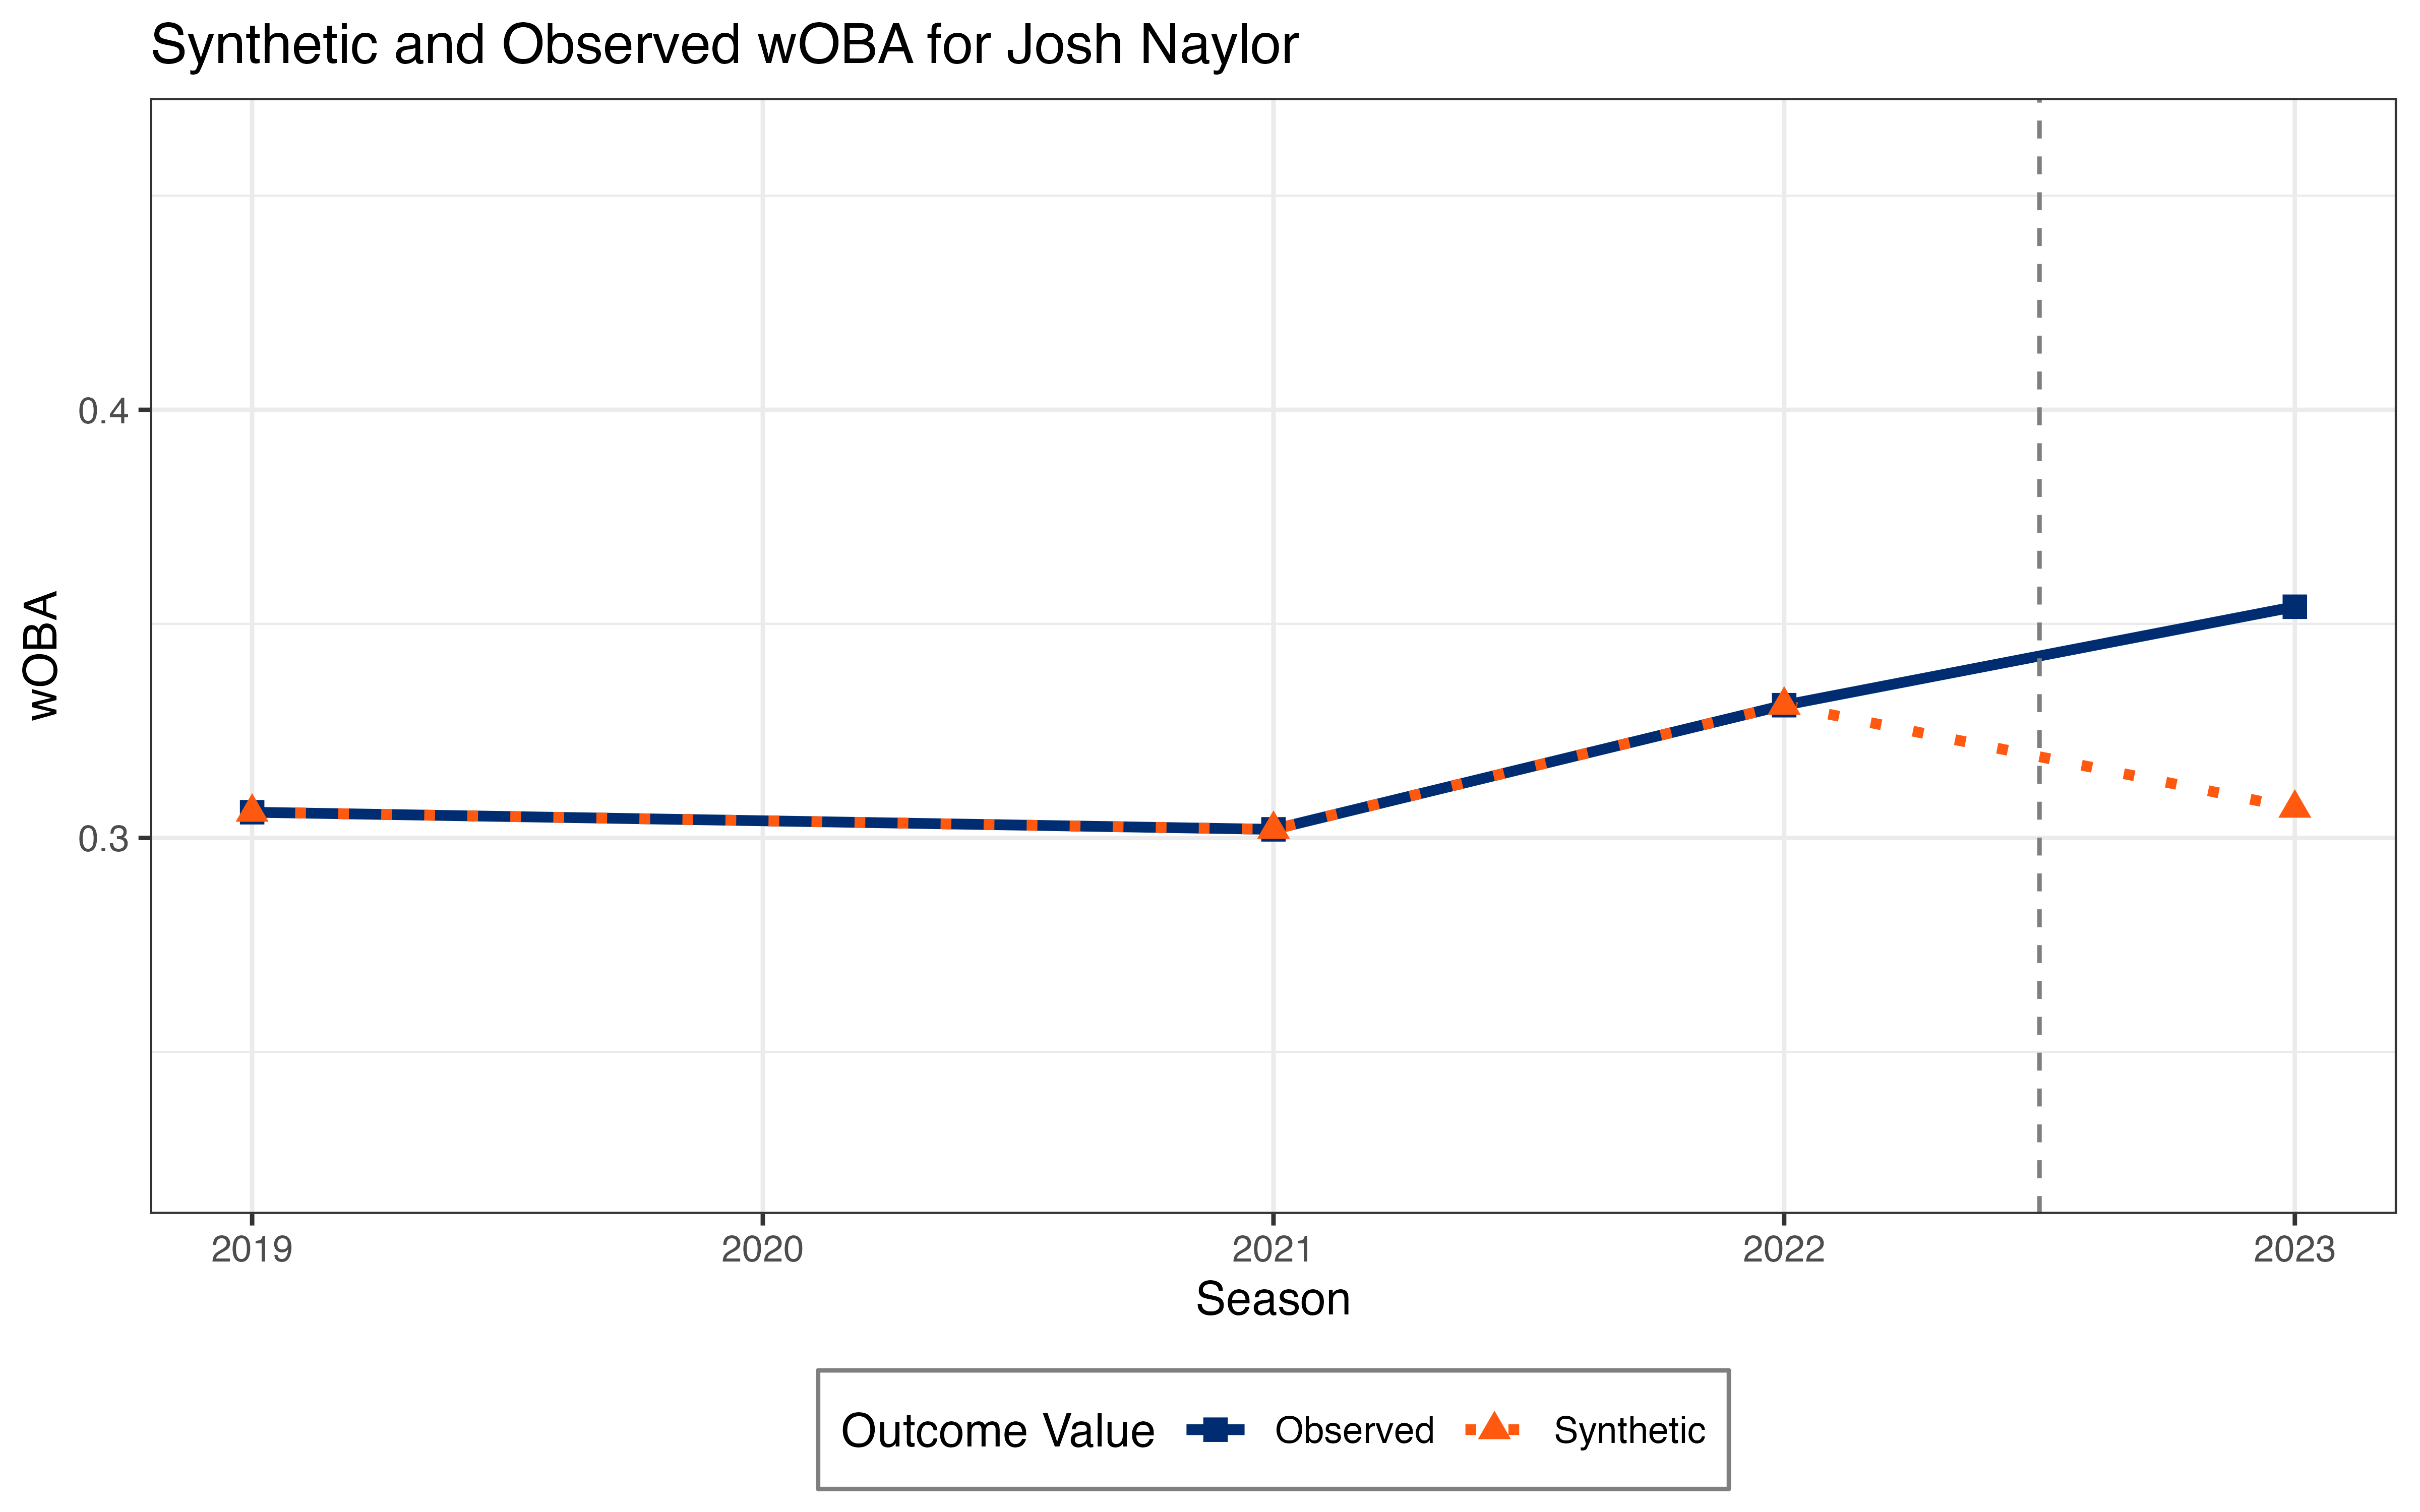 Synthetic and Observed wOBA for Josh Naylor
wOBA
0.4
0.3
2019 2020 2021 2022 2023
Season
Outcome Value Observed Synthetic